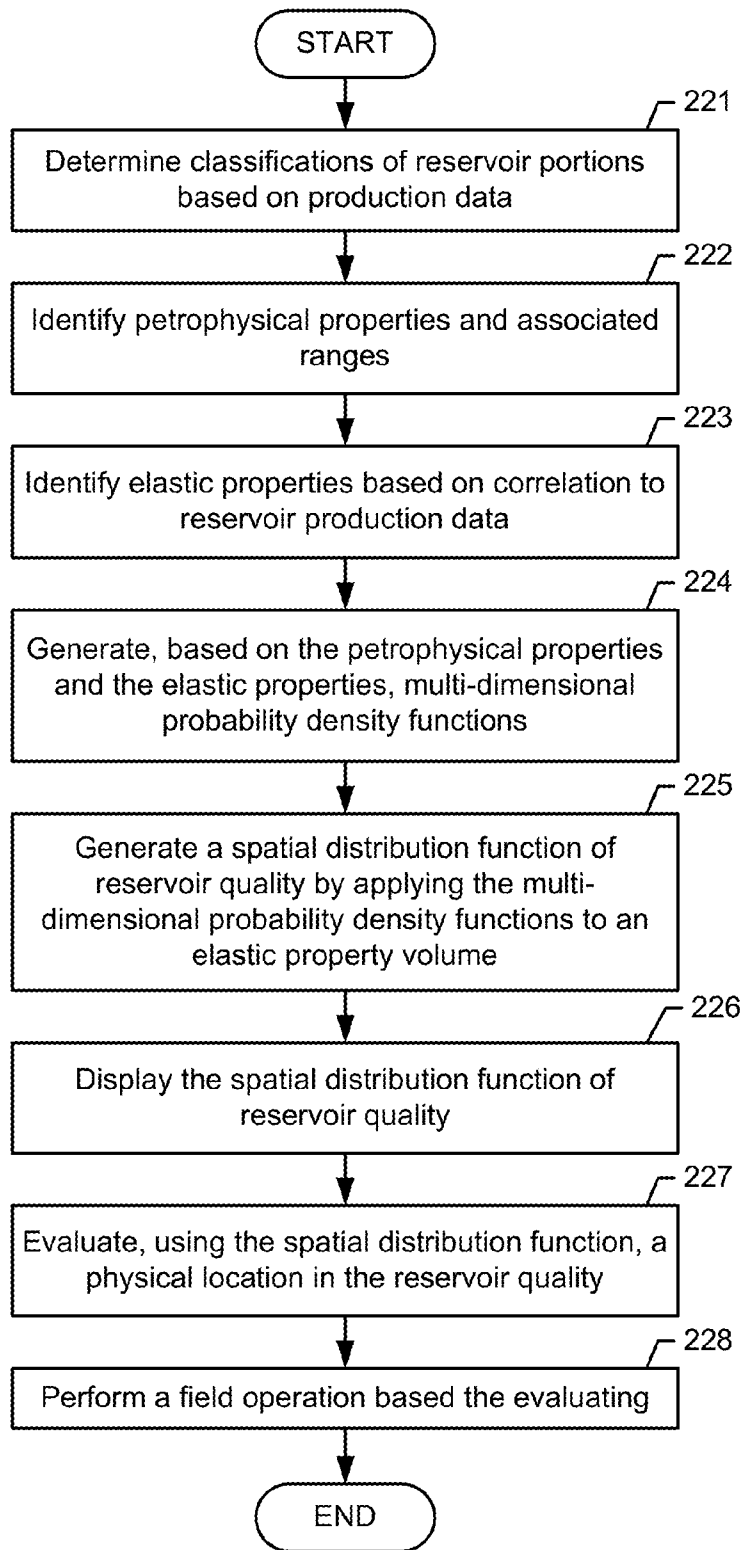 START
221
Determine classifications of reservoir portions
based on production data
222
Identify petrophysical properties and associated
ranges
223
Identify elastic properties based on correlation to
reservoir production data
224
Generate, based on the petrophysical properties
and the elastic properties, multi-dimensional
probability density functions
225
Generate a spatial distribution function of
reservoir quality by applying the multi-
dimensional probability density functions to an
elastic property volume
226
Display the spatial distribution function of
reservoir quality
227
Evaluate, using the spatial distribution function, a
physical location in the reservoir quality
228
Perform a field operation based the evaluating
END